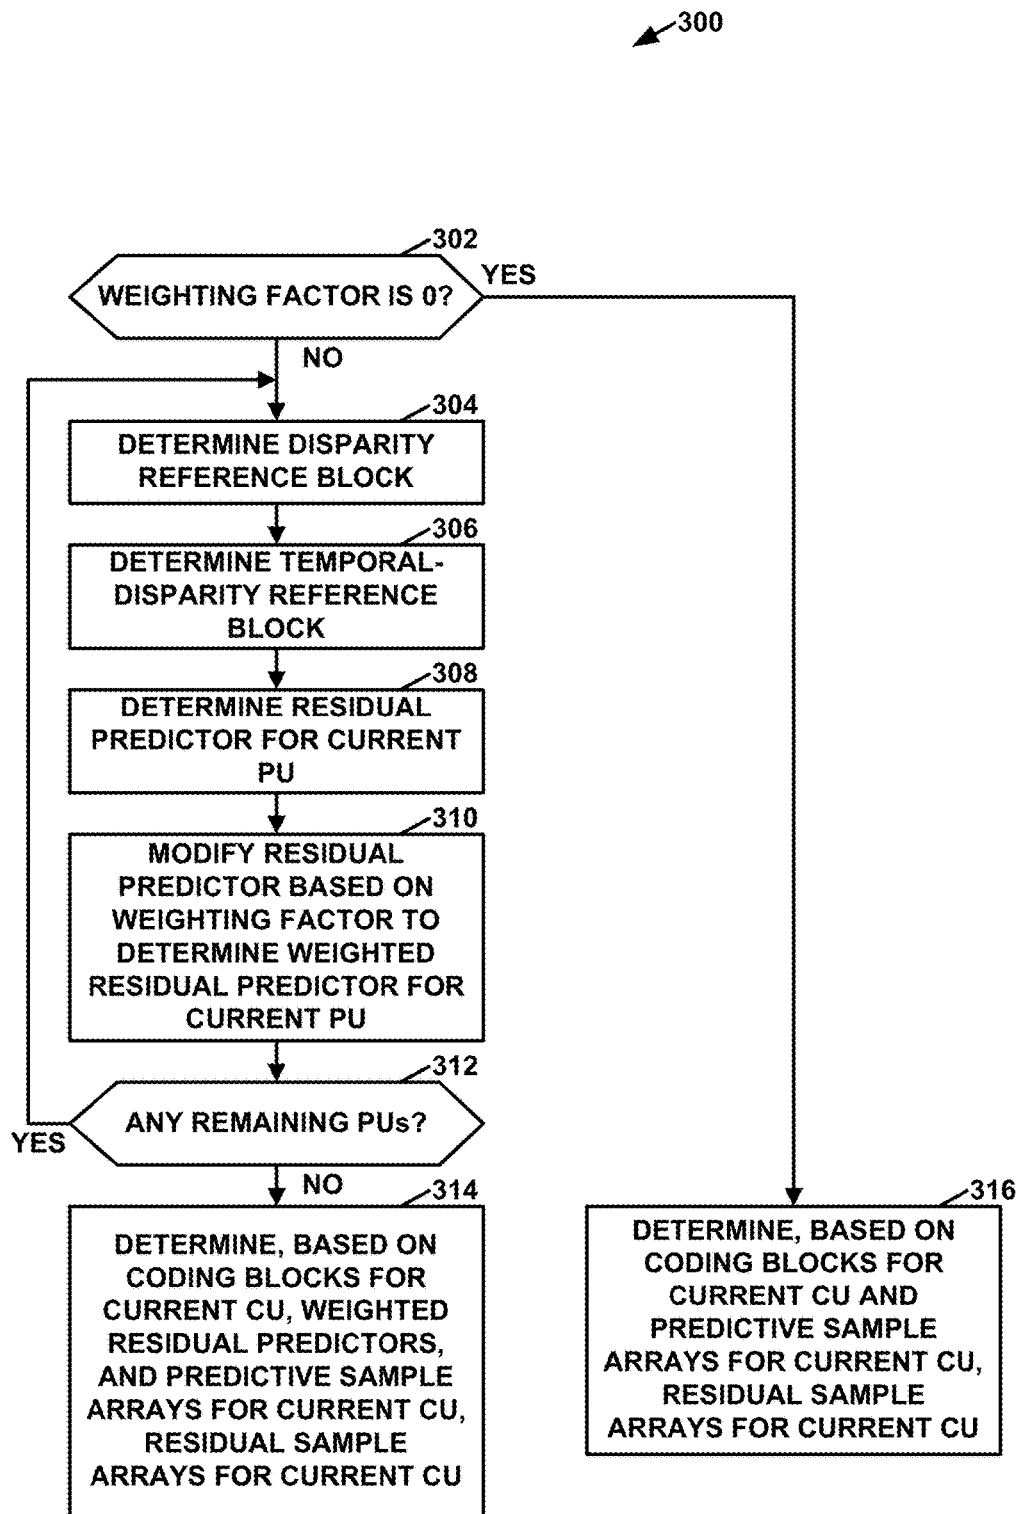 300
302
WEIGHTING FACTOR IS 0?
YES
NO
304
DETERMINE DISPARITY
REFERENCE BLOCK
306
DETERMINE TEMPORAL-
DISPARITY REFERENCE
BLOCK
308
DETERMINE RESIDUAL
PREDICTOR FOR CURRENT
PU
310
MODIFY RESIDUAL
PREDICTOR BASED ON
WEIGHTING FACTOR TO
DETERMINE WEIGHTED
RESIDUAL PREDICTOR FOR
CURRENT PU
312
ANY REMAINING PUs?
YES
NO
314
DETERMINE, BASED ON
CODING BLOCKS FOR
CURRENT CU, WEIGHTED
RESIDUAL PREDICTORS,
AND PREDICTIVE SAMPLE
ARRAYS FOR CURRENT CU,
RESIDUAL SAMPLE
ARRAYS FOR CURRENT CU
316
DETERMINE, BASED ON
CODING BLOCKS FOR
CURRENT CU AND
PREDICTIVE SAMPLE
ARRAYS FOR CURRENT CU,
RESIDUAL SAMPLE
ARRAYS FOR CURRENT CU